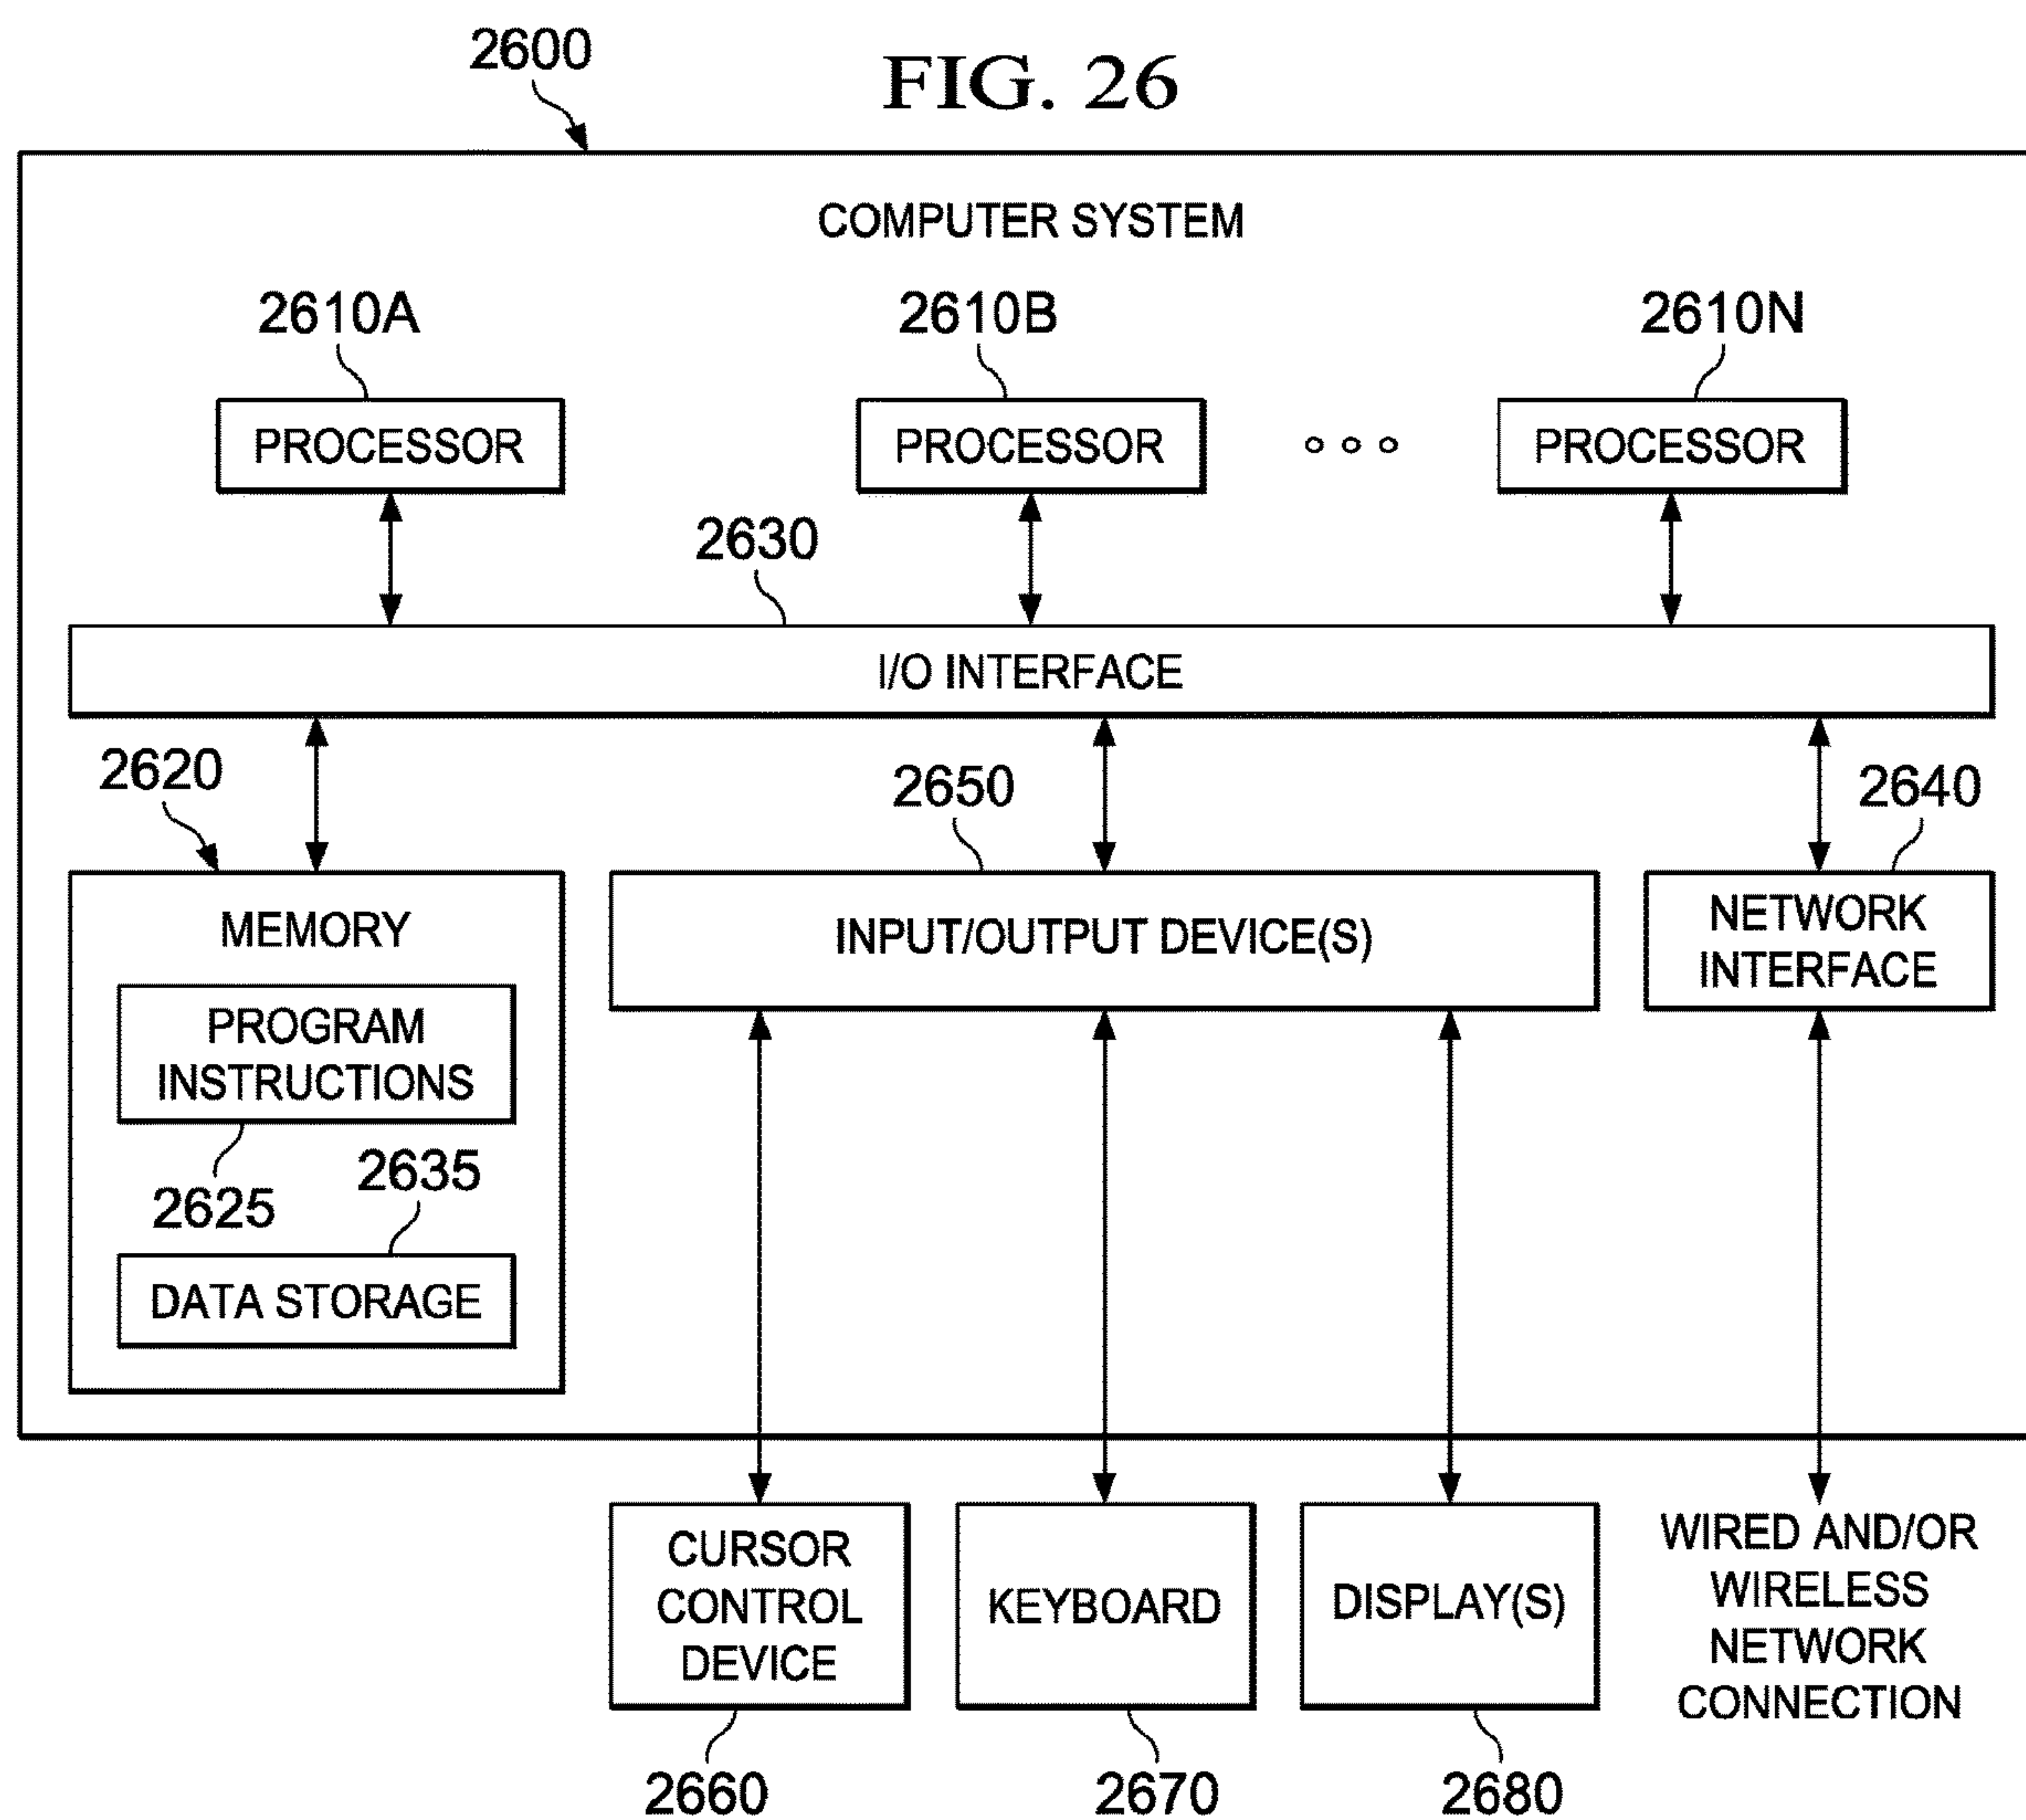 2600
FIG. 26
COMPUTER SYSTEM
2610A
2610B
2610N
PROCESSOR
PROCESSOR
PROCESSOR
2630
I/O INTERFACE
2620
2650
2640
MEMORY
INPUT/OUTPUT DEVICE(S)
NETWORK
INTERFACE
PROGRAM
INSTRUCTIONS
2625
2635
DATA STORAGE
CURSOR
CONTROL
DEVICE
KEYBOARD
DISPLAY(S)
WIRED AND/OR
WIRELESS
NETWORK
CONNECTION
2660
2670
2680